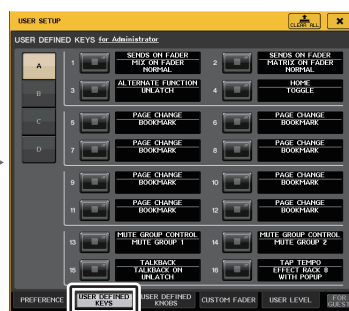 USER SETUP
CLEAR ALL
USER DEFINED KEYS for Administrator
A
B
C
D
1
SENDS ON FADER
MIX ON FADER
NORMAL
2
SENDS ON FADER
MATRIX ON FADER
NORMAL
3
ALTERNATE FUNCTION
UNLATCH
4
HOME
TOGGLE
5
PAGE CHANGE
BOOKMARK
6
PAGE CHANGE
BOOKMARK
7
PAGE CHANGE
BOOKMARK
8
PAGE CHANGE
BOOKMARK
9
PAGE CHANGE
BOOKMARK
10
PAGE CHANGE
BOOKMARK
11
PAGE CHANGE
BOOKMARK
12
PAGE CHANGE
BOOKMARK
13
MUTE GROUP CONTROL
MUTE GROUP 1
14
MUTE GROUP CONTROL
MUTE GROUP 2
15
TALKBACK
TALKBACK ON
UNLATCH
16
TAP TEMPO
EFFECT RACK 8
WITH POPUP
PREFERENCE
USER DEFINED
KEYS
USER DEFINED
KNOBS
CUSTOM FADER
USER LEVEL
FOR
GUEST